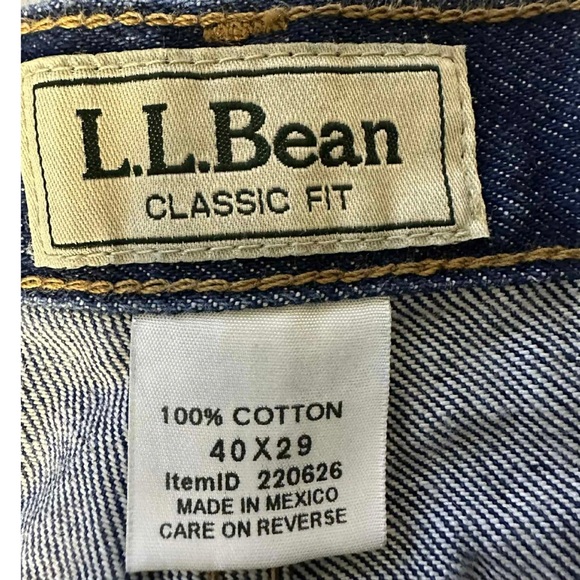 L.L.Bean
CLASSIC FIT
100% COTTON
40X29
ItemID 220626
MADE IN MEXICO
CARE ON REVERSE